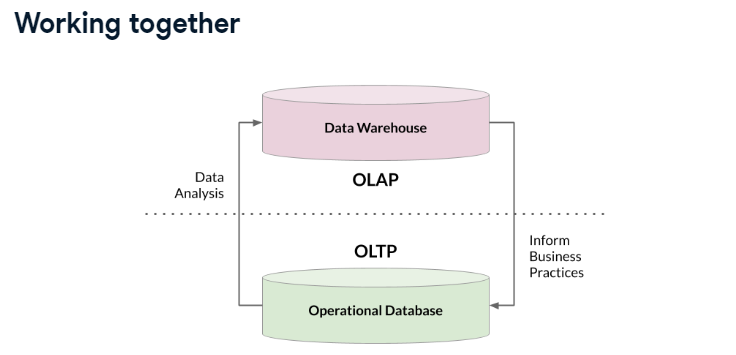 Working together
Data Warehouse
Data
Analysis
OLAP
OLTP
Inform
Business
Practices
Operational Database